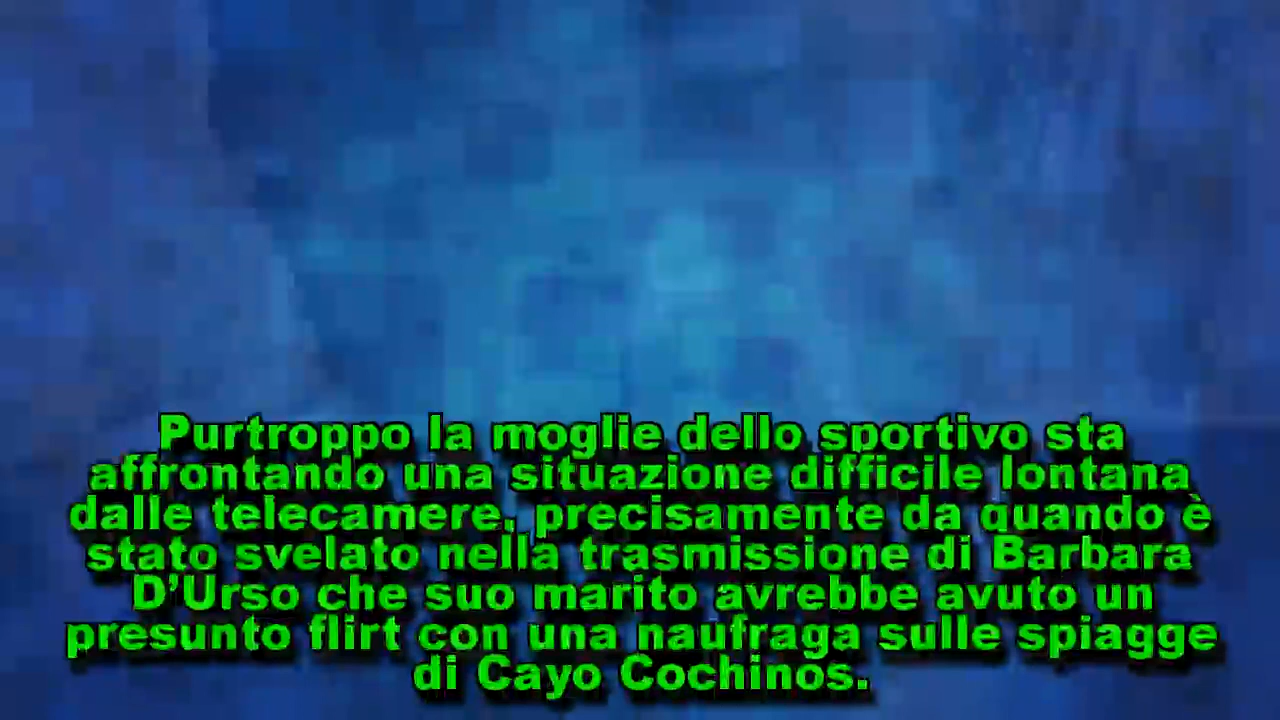 Purtroppo la moglie dello sportivo sta
affrontando una situazione difficile lontana
dalle telecamere, precisamente da quando è
stato svelato nella trasmissione di Barbara
D’Urso che suo marito avrebbe avuto un
presunto flirt con una naufraga sulle spiagge
di Cayo Cochinos.